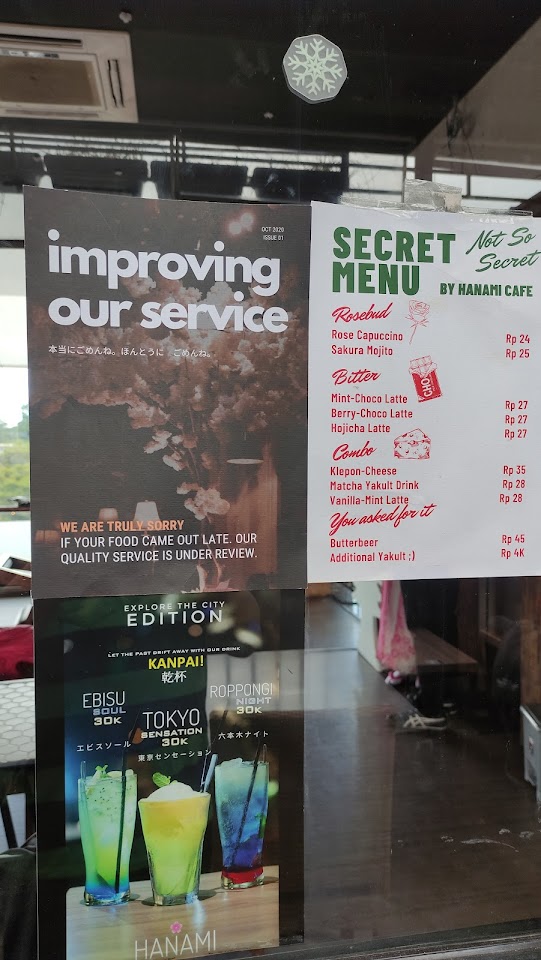 OCT 2020
ISSUE 01
improving
our service
本当にごめんね。ほんとうに ごめんね。
WE ARE TRULY SORRY
IF YOUR FOOD CAME OUT LATE. OUR
QUALITY SERVICE IS UNDER REVIEW.
SECRET
MENU
Not So
Secret
BY HANAMI CAFE
Rosebud
Rose Capuccino Rp 24
Sakura Mojito Rp 25
Bitter
CHO
Mint-Choco Latte Rp 27
Berry-Choco Latte Rp 27
Hojicha Latte Rp 27
Combo
Klepon-Cheese Rp 35
Matcha Yakult Drink Rp 28
Vanilla-Mint Latte Rp 28
You asked for it
Butterbeer Rp 45
Additional Yakult ;) Rp 4K
EXPLORE THE CITY
EDITION
LET THE PAST DRIFT AWAY WITH OUR DRINK
KANPAI!
乾杯
EBISU
SOUL
30K
エビスソール
TOKYO
SENSATION
30K
東京センセーション
ROPPONGI
NIGHT
30K
六本木ナイト
HANAMI